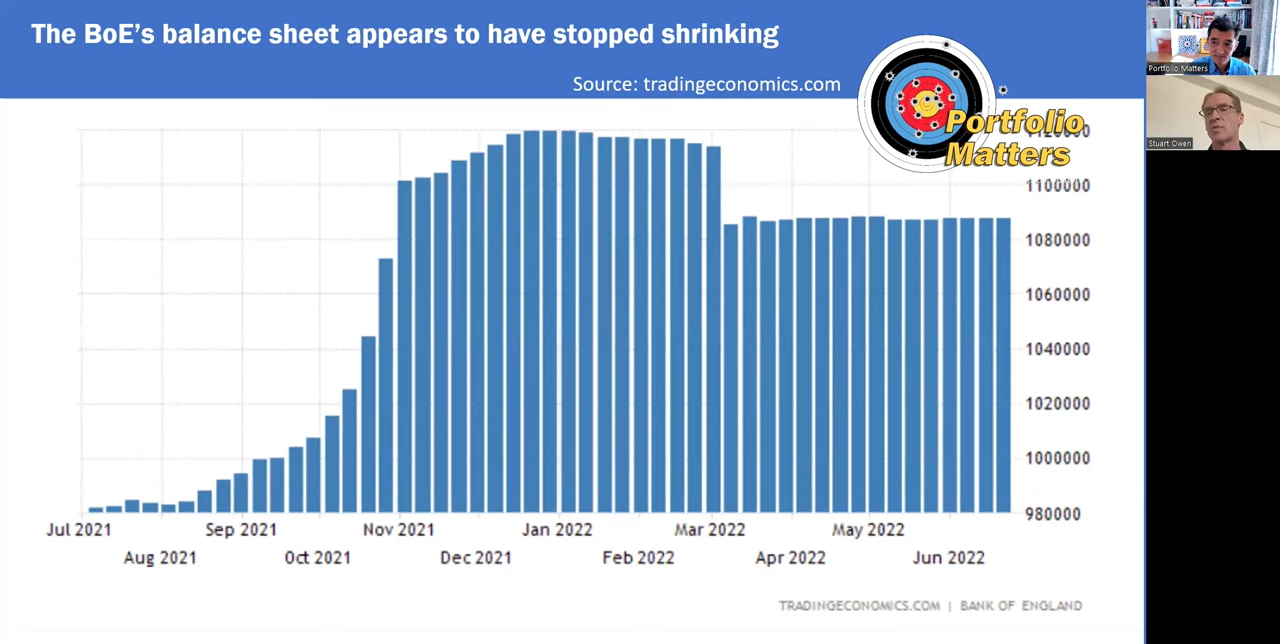 The BoE's balance sheet appears to have stopped shrinking
Source: tradingeconomics.com
Portfolio
Matters
1120000
1100000
1080000
1060000
1040000
1020000
1000000
980000
Jul 2021
Sep 2021
Nov 2021
Jan 2022
Mar 2022
May 2022
Aug 2021
Oct 2021
Dec 2021
Feb 2022
Apr 2022
Jun 2022
TRADINGECONOMICS.COM | BANK OF ENGLAND
Portfolio Matters
Stuart Owen